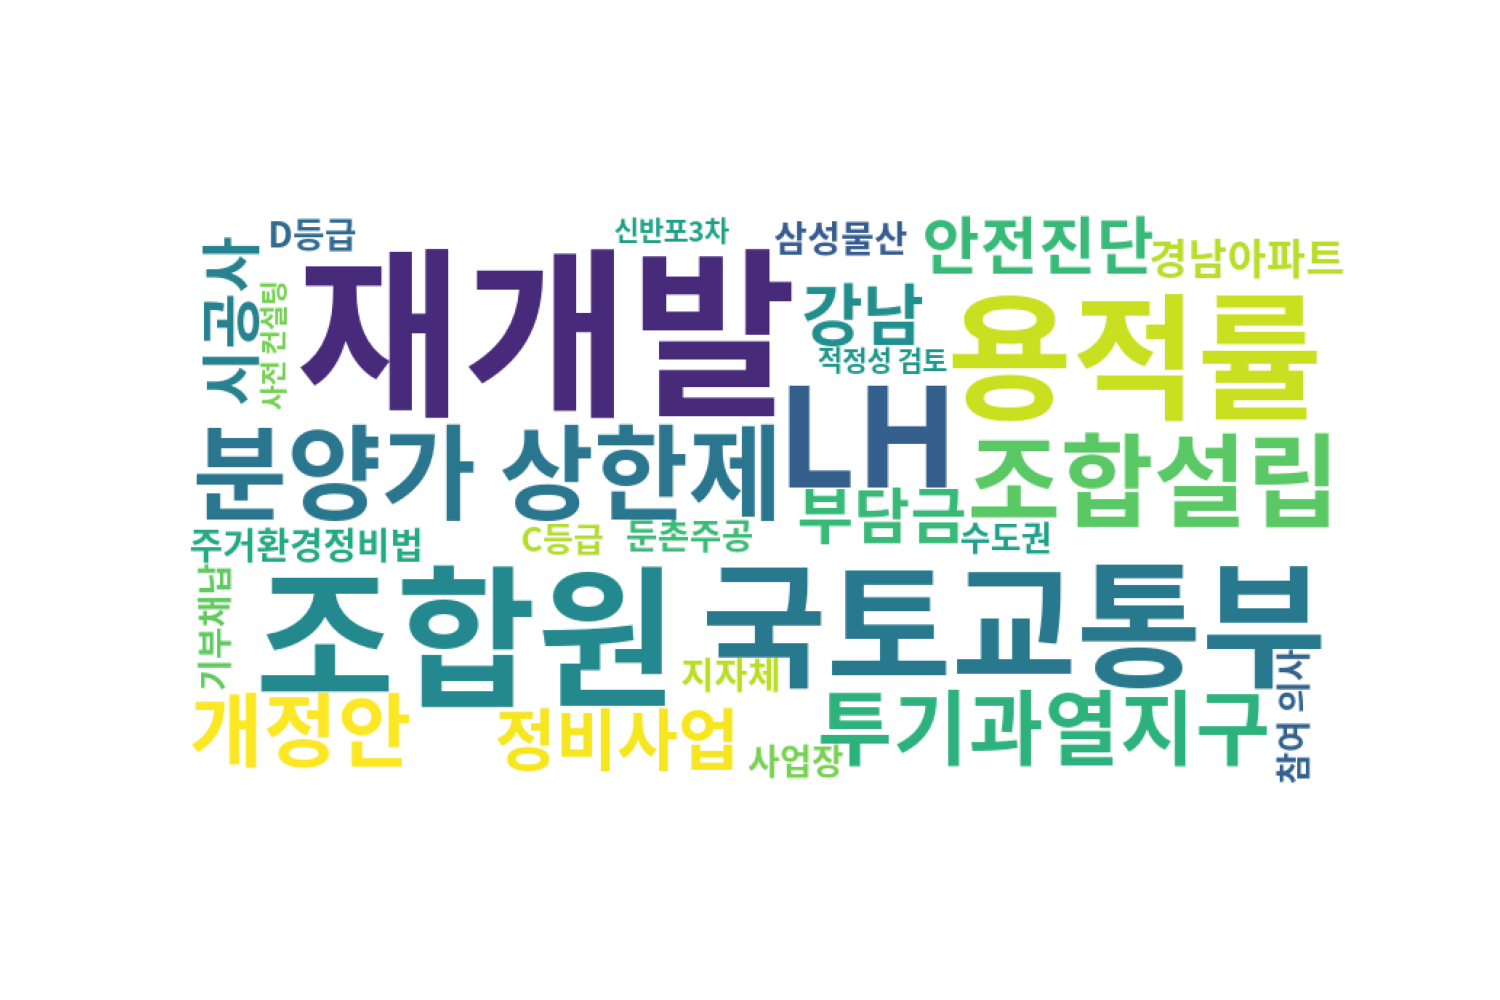 D등급
신반포3차
삼성물산
안전진단
경남아파트
시공사
사전 컨설팅
재개발
강남
적정성 검토
용적률
LH
분양가 상한제
조합설립
부담금
주거환경정비법
C등급
둔촌주공
수도권
기부채납
조합원
국토교통부
지자체
참여 의사
개정안
정비사업
사업장
투기과열지구